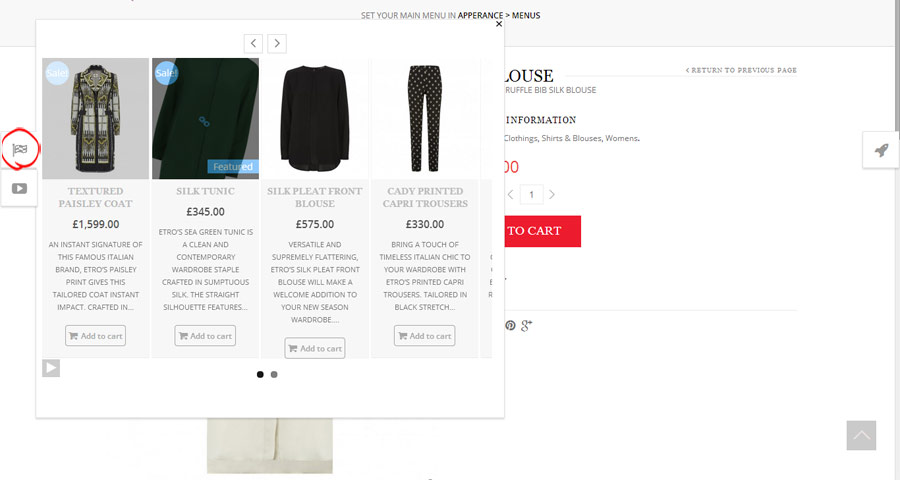 SET YOUR MAIN MENU IN APPERANCE > MENUS
×
LOUSE
< RETURN TO PREVIOUS PAGE
RUFFLE BIB SILK BLOUSE
INFORMATION
Clothings, Shirts & Blouses, Womens.
00
< 1 >
TO CART
Sale!
TEXTURED
PAISLEY COAT
£1,599.00
AN INSTANT SIGNATURE OF
THIS FAMOUS ITALIAN
BRAND, ETRO'S PAISLEY
PRINT GIVES THIS
TAILORED COAT INSTANT
IMPACT. CRAFTED IN...
Add to cart
Sale!
Featured
SILK TUNIC
£345.00
ETRO'S SEA GREEN TUNIC IS
A CLEAN AND
CONTEMPORARY
WARDROBE STAPLE
CRAFTED IN SUMPTUOUS
SILK. THE STRAIGHT
SILHOUETTE FEATURES...
Add to cart
SILK PLEAT FRONT
BLOUSE
£575.00
VERSATILE AND
SUPREMELY FLATTERING,
ETRO'S SILK PLEAT FRONT
BLOUSE WILL MAKE A
WELCOME ADDITION TO
YOUR NEW SEASON
WARDROBE....
Add to cart
CADY PRINTED
CAPRI TROUSERS
£330.00
BRING A TOUCH OF
TIMELESS ITALIAN CHIC TO
YOUR WARDROBE WITH
ETRO'S PRINTED CAPRI
TROUSERS. TAILORED IN
BLACK STRETCH...
Add to cart